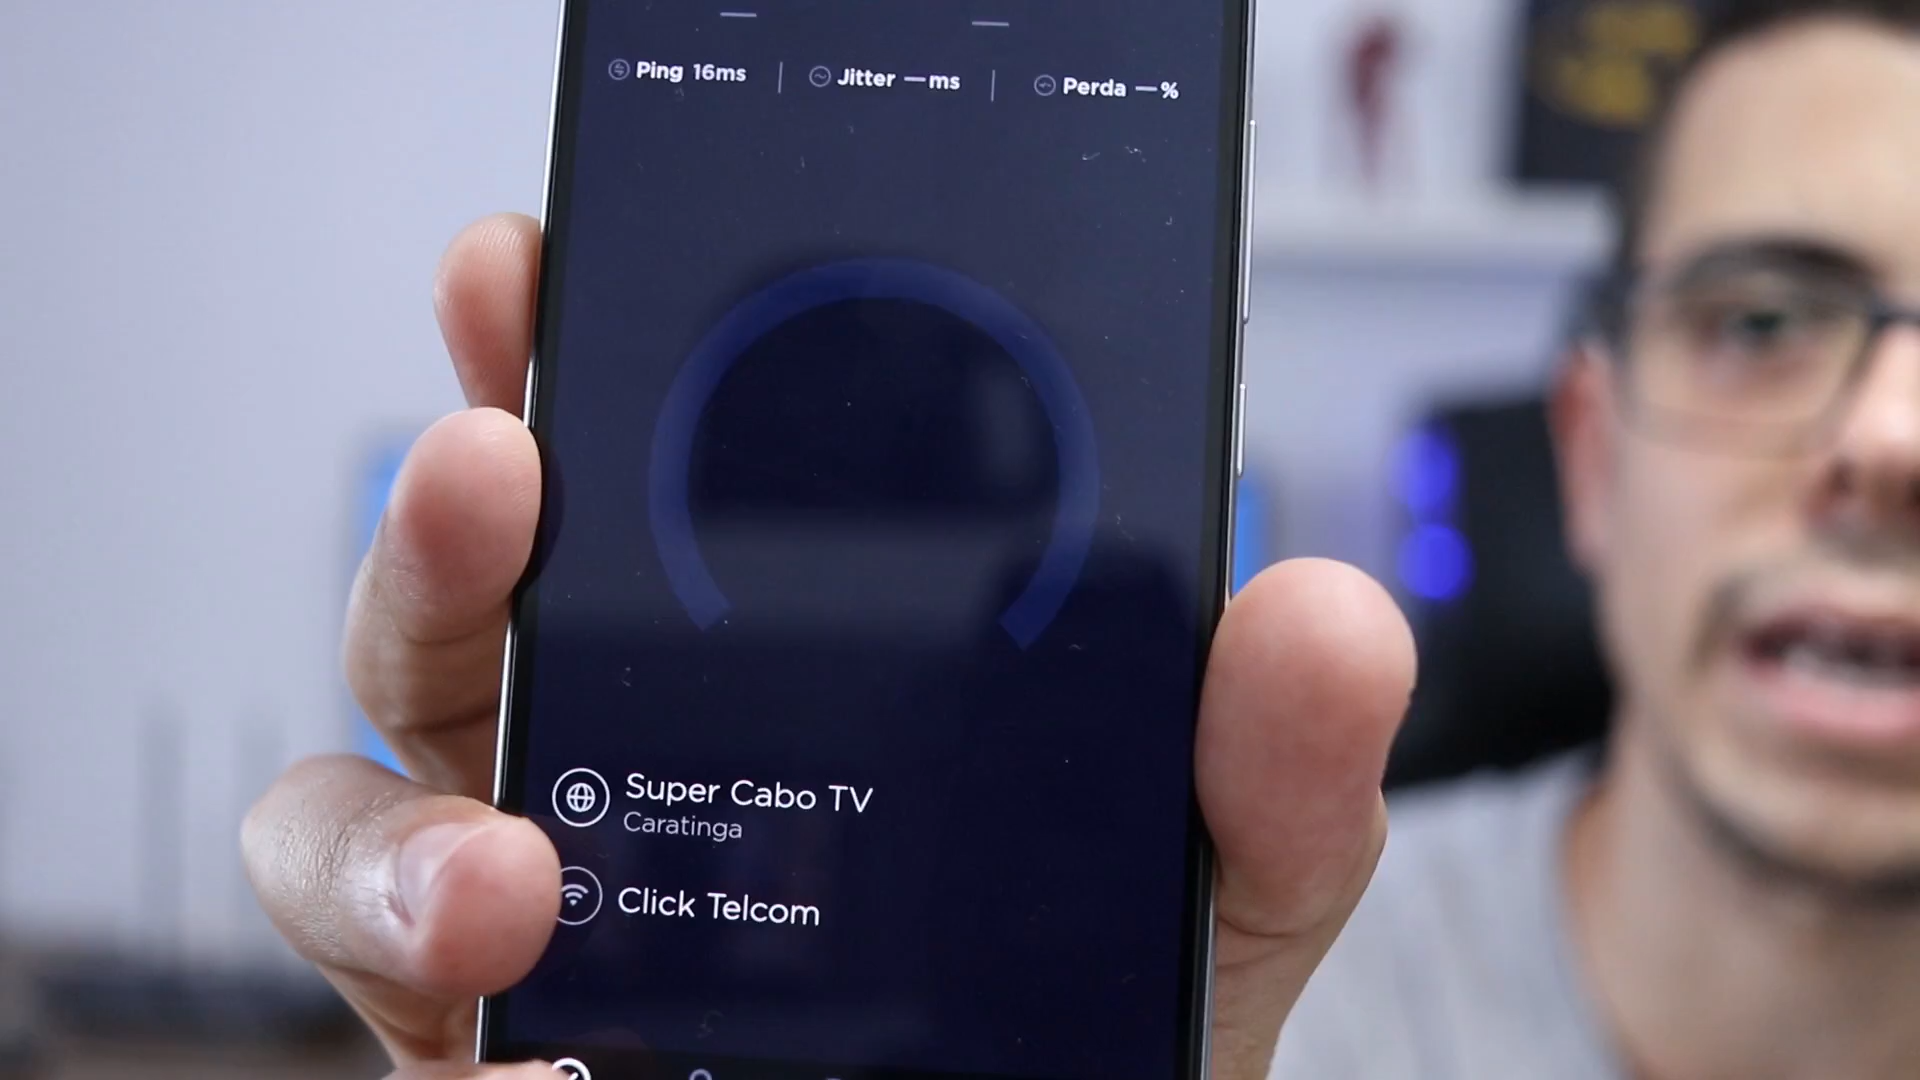 Ping 16ms
Jitter — ms
Perda — %
Super Cabo TV
Caratinga
Click Telcom